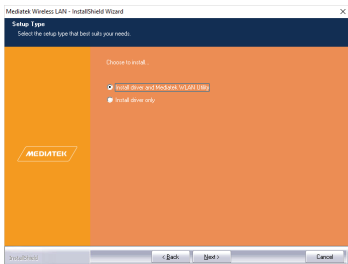 Mediatek Wireless LAN - InstallShield Wizard
Setup Type
Select the setup type that best suits your needs.
Choose to install.
Install driver and Mediatek WLAN Utility
Install driver only
MEDIATEK
InstallShield
< Back
Next >
Cancel